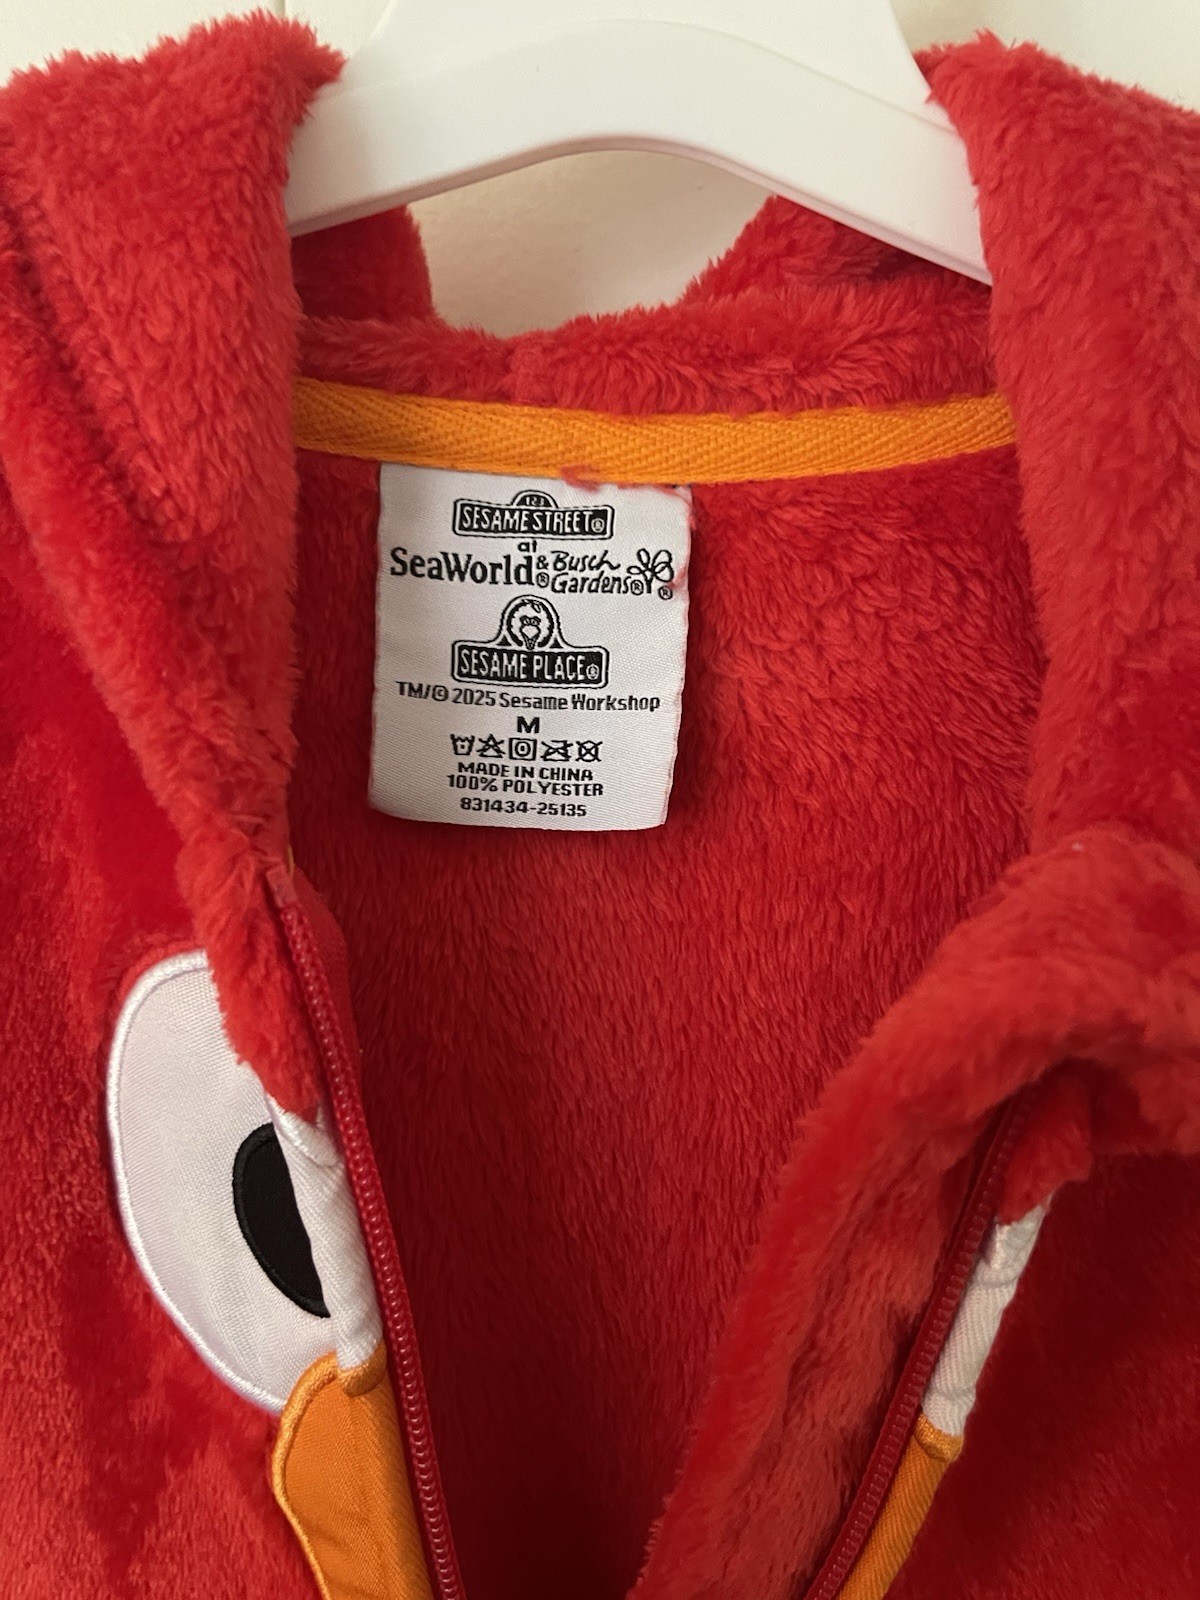 123
SESAME STREET®
at
SeaWorld® & Busch Gardens®
®
SESAME PLACE®
TM/© 2025 Sesame Workshop
M
MADE IN CHINA
100% POLYESTER
831434-25135